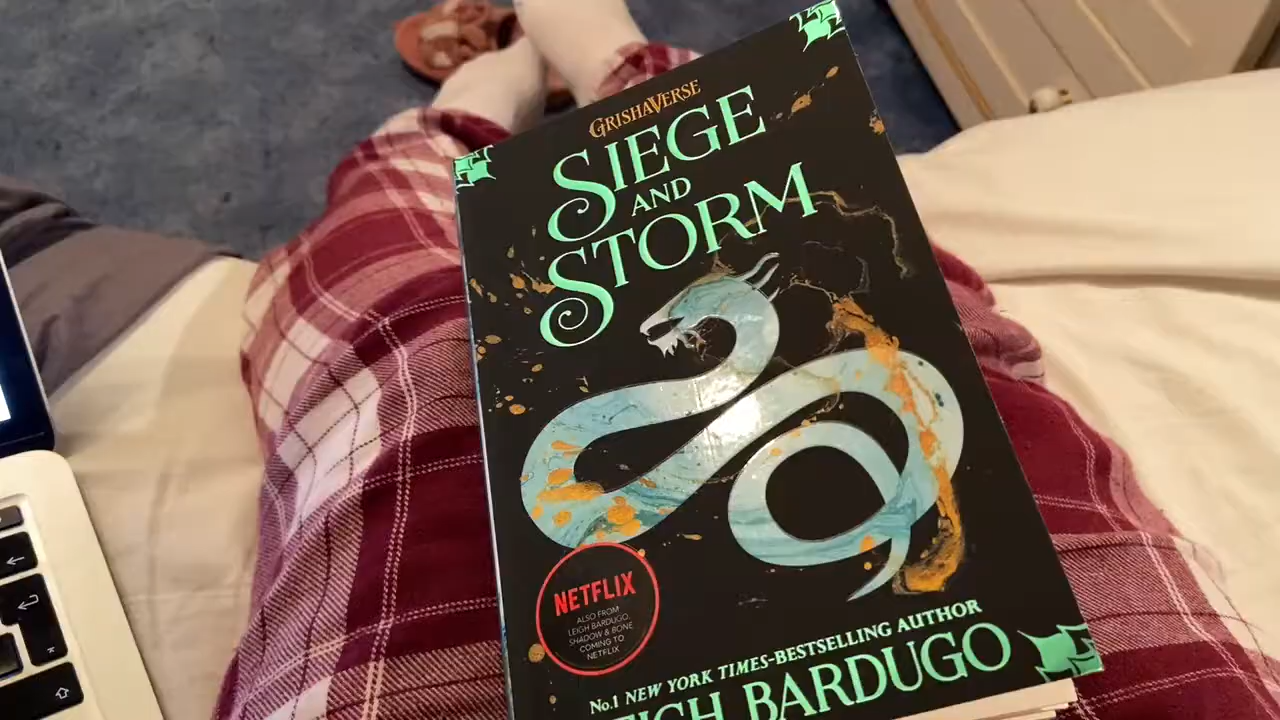 GRISHAVERSE
SIEGE
AND
STORM
NETFLIX
ALSO FROM
LEIGH BARDUGO,
SHADOW & BONE
COMING TO
NETFLIX
No.1 NEW YORK TIMES-BESTSELLING AUTHOR
LEIGH BARDUGO